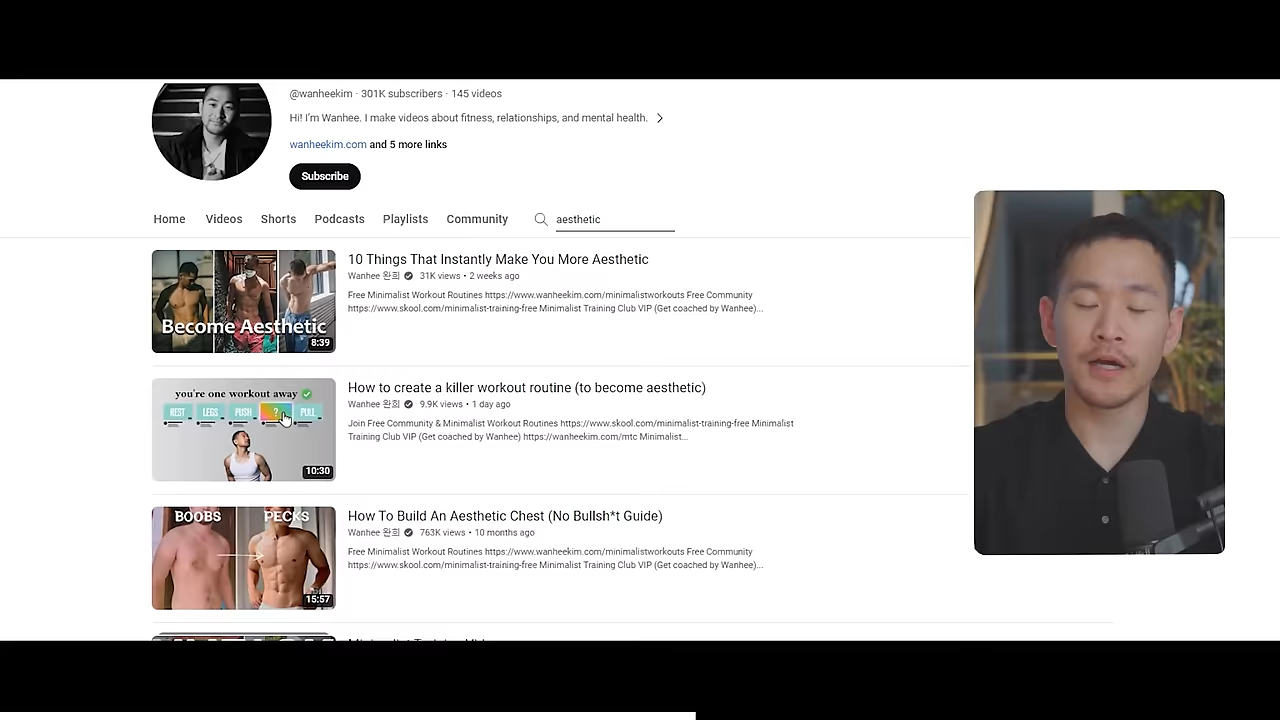 @wanheekim · 301K subscribers · 145 videos
Hi! I'm Wanhee. I make videos about fitness, relationships, and mental health.
wanheekim.com and 5 more links
Subscribe
Home Videos Shorts Podcasts Playlists Community aesthetic
Become Aesthetic
8:39
10 Things That Instantly Make You More Aesthetic
Wanhee 완희 31K views • 2 weeks ago
Free Minimalist Workout Routines https://www.wanheekim.com/minimalistworkouts Free Community
https://www.skool.com/minimalist-training-free Minimalist Training Club VIP (Get coached by Wanhee)...
you're one workout away
REST LEGS PUSH ? PULL
10:30
How to create a killer workout routine (to become aesthetic)
Wanhee 완희 9.9K views • 1 day ago
Join Free Community & Minimalist Workout Routines https://www.skool.com/minimalist-training-free Minimalist
Training Club VIP (Get coached by Wanhee) https://wanheekim.com/mtc Minimalist...
BOOBS PECKS
15:57
How To Build An Aesthetic Chest (No Bullsh*t Guide)
Wanhee 완희 763K views • 10 months ago
Free Minimalist Workout Routines https://www.wanheekim.com/minimalistworkouts Free Community
https://www.skool.com/minimalist-training-free Minimalist Training Club VIP (Get coached by Wanhee)...